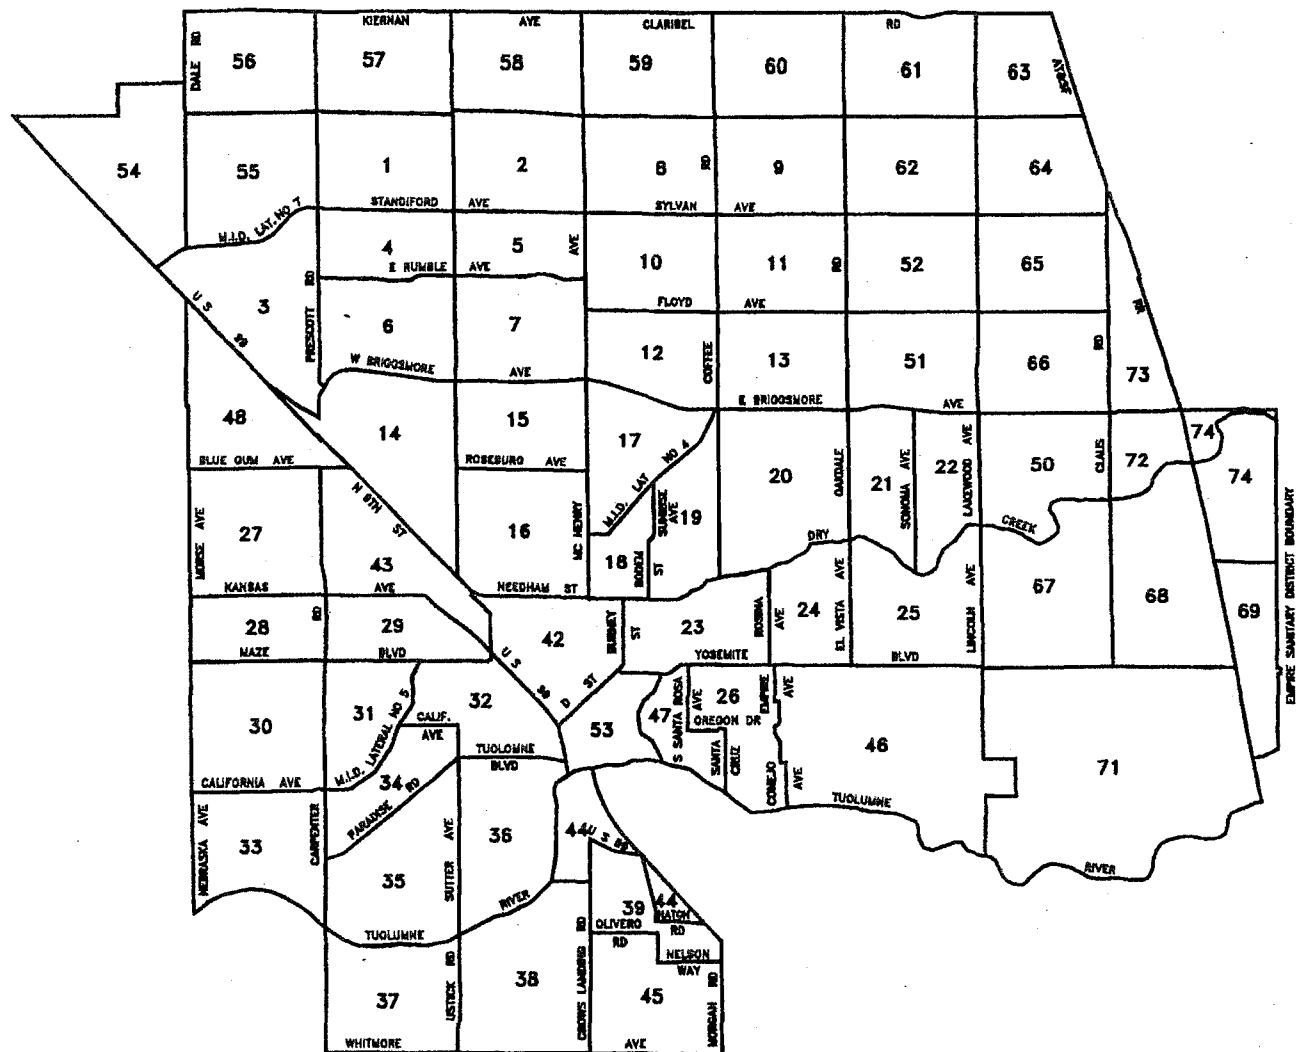 KIERNAN AVE CLARIBEL RD
DALE RD
56 57 58 59 60 61 63
54 55 1 2 8 RD 9 62 64
STANDIFORD AVE SYLVAN AVE
M.I.D. LAT. NO 7
4 5 AVE 10 11 RD 52 65
E RUMBLE AVE
3 PRESCOTT RD
FLOYD AVE
U S 99
6 7 12 COFFEE 13 51 66 RD 73
RR
W BRIGGSMORE AVE
E BRIGGSMORE AVE
48 14 15 17 20 OAKDALE 21 SONOMA AVE 22 LAKEWOOD AVE 50 CLAUS 72 74 74
BLUE GUM AVE ROSEBURG AVE
M.I.D. LAT NO 4
N 9TH ST
MORSE AVE 27 43 16 MC HENRY 18 RODEM ST SUNRISE AVE 19
DRY CREEK
KANSAS AVE NEEDHAM ST
28 RD 29 42 BURNEY ST 23 ROSINA AVE 24 EL VISTA AVE 25 LINCOLN AVE 67 68 69
EMPIRE SANITARY DISTRICT BOUNDARY
MAZE BLVD YOSEMITE BLVD
U S 99 D ST
30 31 32 53 47 S SANTA ROSA AVE 26 EMPIRE AVE 46 71
M.I.D. LATERAL NO 5
CALIF. AVE
OREGON DR
SANTA CRUZ
CONEJO AVE
TUOLOMNE BLVD
CALIFORNIA AVE
34 PARADISE RD
TUOLUMNE RIVER
NEBRASKA AVE 33 CARPENTER 35 SUTTER AVE 36 44 U S 99
39 44
HATCH RD
OLIVERO RD
NELSON WAY
TUOLUMNE RIVER
37 USTICK RD 38 CROWS LANDING RD 45 MORGAN RD
WHITMORE AVE